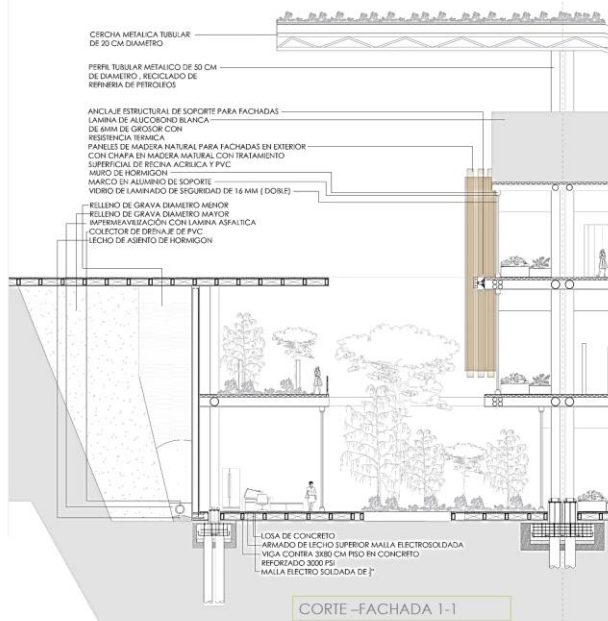 CERCHA METALICA TUBULAR
DE 20 CM DIAMETRO
PERFIL TUBULAR METALICO DE 50 CM
DE DIAMETRO , RECICLADO DE
REFINERIA DE PETROLEOS
ANCLAJE ESTRUCTURAL DE SOPORTE PARA FACHADAS
LAMINA DE ALUCOBOND BLANCA
DE 6MM DE GROSOR CON
RESISTENCIA TERMICA
PANELES DE MADERA NATURAL PARA FACHADAS EN EXTERIOR
CON CHAPA EN MADERA MATURAL CON TRATAMIENTO
SUPERFICIAL DE RECINA ACRILICA Y PVC
MURO DE HORMIGON
MARCO EN ALUMINIO DE SOPORTE
VIDRIO DE LAMINADO DE SEGURIDAD DE 16 MM ( DOBLE)
RELLENO DE GRAVA DIAMETRO MENOR
RELLENO DE GRAVA DIAMETRO MAYOR
IMPERMEAVILIZACIÓN CON LAMINA ASFALTICA
COLECTOR DE DRENAJE DE PVC
LECHO DE ASIENTO DE HORMIGON
LOSA DE CONCRETO
ARMADO DE LECHO SUPERIOR MALLA ELECTROSOLDADA
VIGA CONTRA 3X80 CM PISO EN CONCRETO
REFORZADO 3000 PSI
MALLA ELECTRO SOLDADA DE
CORTE –FACHADA 1-1